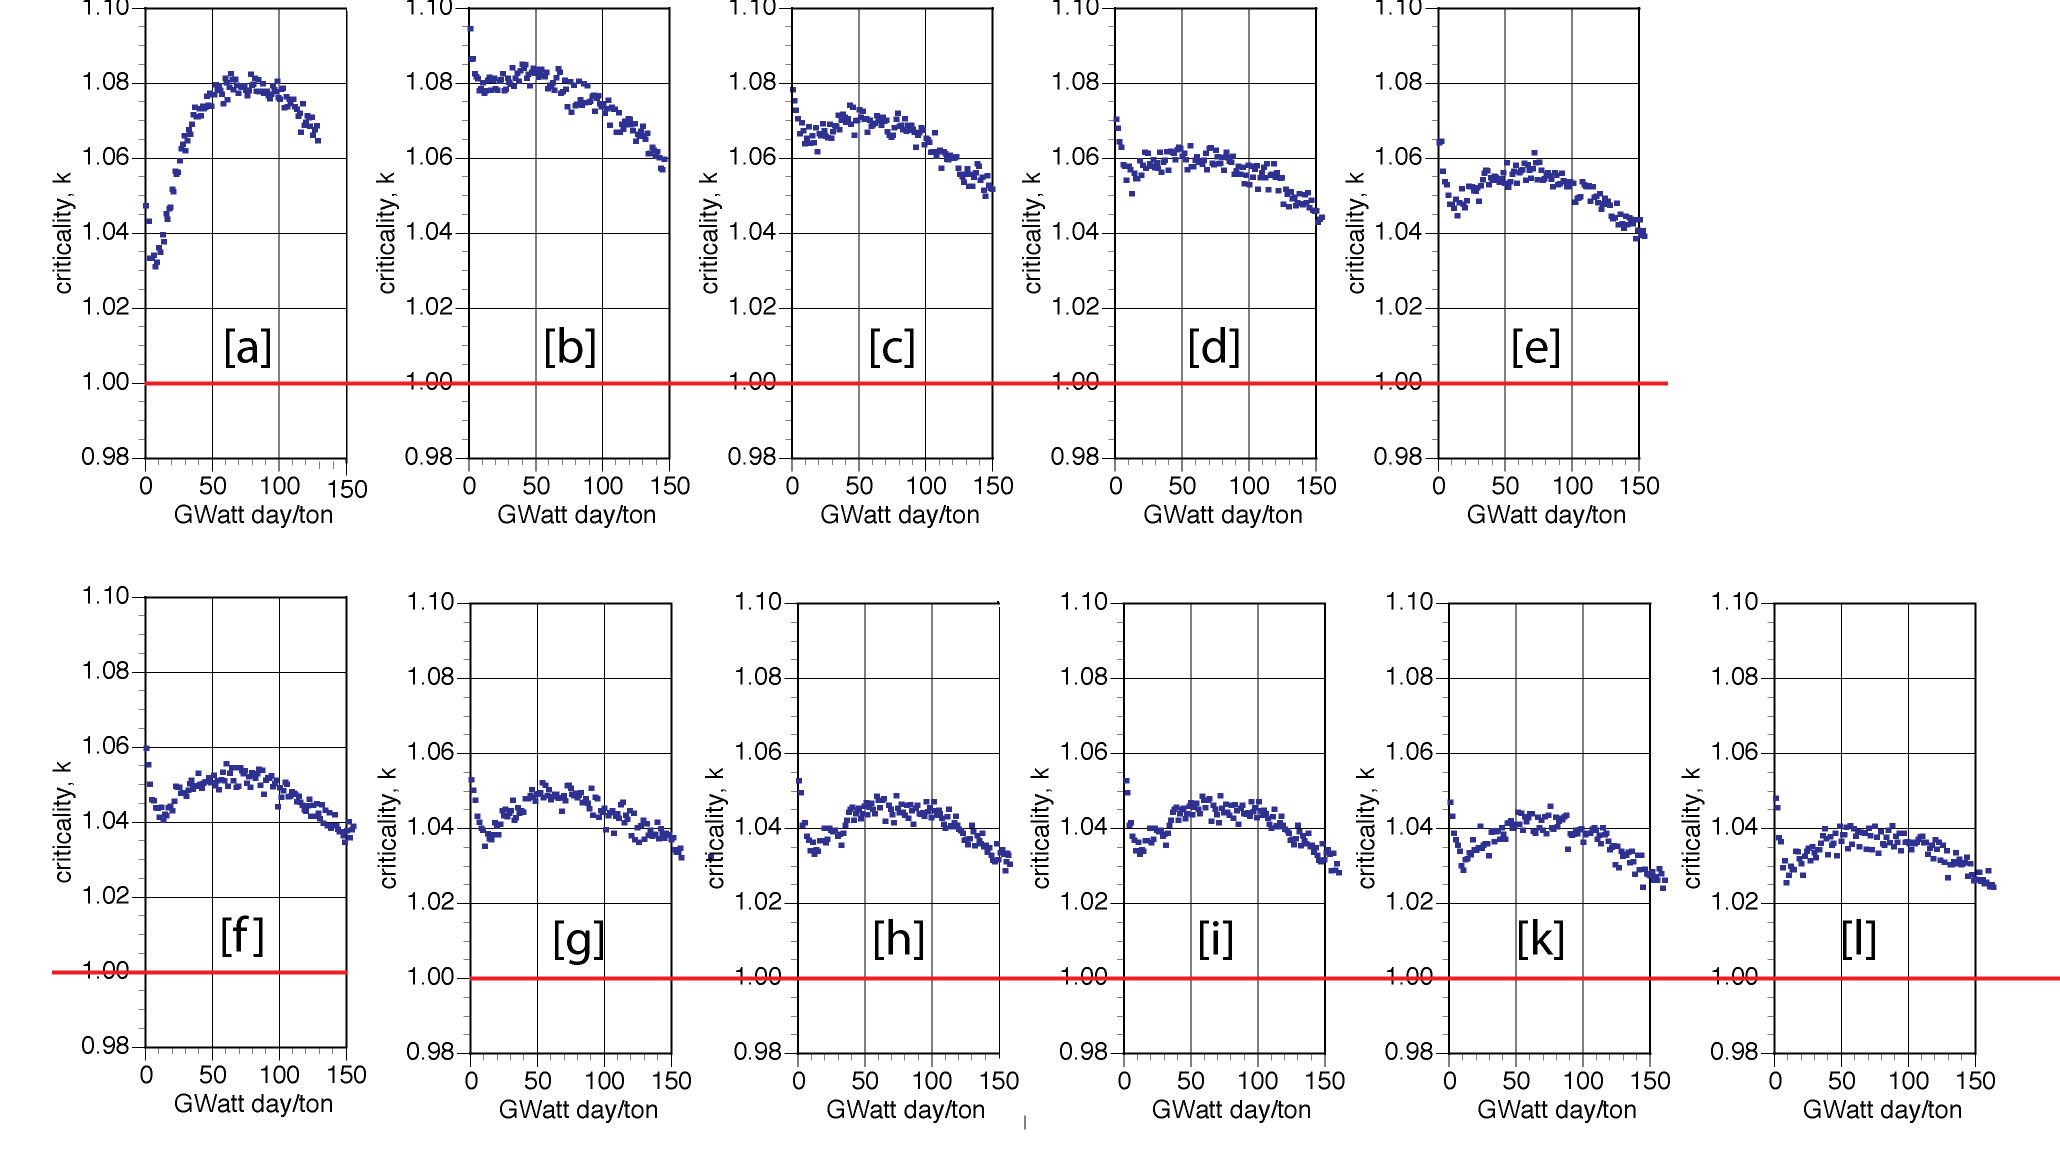 1.10 1.10 1.10 1.10 1.10
1.08 1.08 1.08 1.08 1.08
1.06 1.06 1.06 1.06 1.06
criticality, k criticality, k criticality, k criticality, k criticality, k
1.04 1.04 1.04 1.04 1.04
1.02 1.02 1.02 1.02 1.02
[a] [b] [c] [d] [e]
1.00 1.00 1.00 1.00 1.00
0.98 0.98 0.98 0.98 0.98
0 50 100 150 0 50 100 150 0 50 100 150 0 50 100 150 0 50 100 150
GWatt day/ton GWatt day/ton GWatt day/ton GWatt day/ton GWatt day/ton
1.10 1.10 1.10 1.10 1.10 1.10
1.08 1.08 1.08 1.08 1.08 1.08
1.06 1.06 1.06 1.06 1.06 1.06
criticality, k criticality, k criticality, k criticality, k criticality, k criticality, k
1.04 1.04 1.04 1.04 1.04 1.04
1.02 1.02 1.02 1.02 1.02 1.02
[f] [g] [h] [i] [k] [l]
1.00 1.00 1.00 1.00 1.00 1.00
0.98 0.98 0.98 0.98 0.98 0.98
0 50 100 150 0 50 100 150 0 50 100 150 0 50 100 150 0 50 100 150 0 50 100 150
GWatt day/ton GWatt day/ton GWatt day/ton GWatt day/ton GWatt day/ton GWatt day/ton